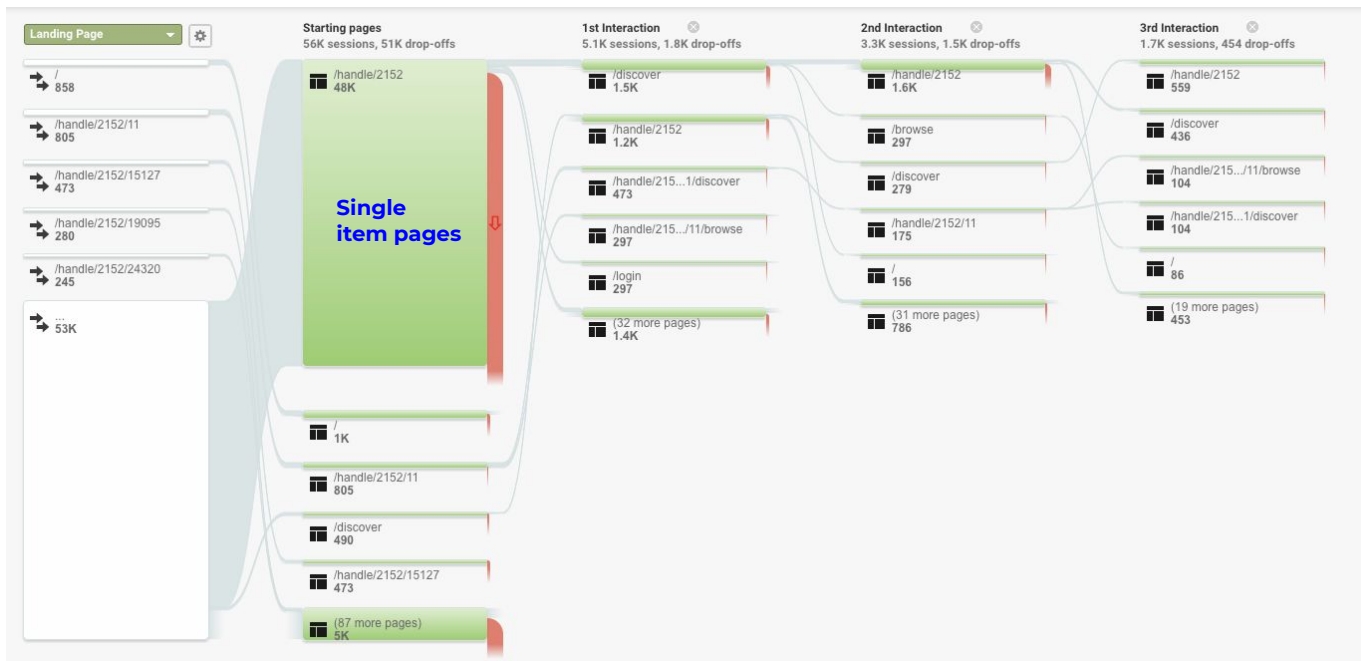 Landing Page
/
858
/handle/2152/11
805
/handle/2152/15127
473
/handle/2152/19095
280
/handle/2152/24320
245
...
53K
Starting pages
56K sessions, 51K drop-offs
/handle/2152
48K
Single
item pages
/
1K
/handle/2152/11
805
/discover
490
/handle/2152/15127
473
(87 more pages)
5K
1st Interaction
5.1K sessions, 1.8K drop-offs
/discover
1.5K
/handle/2152
1.2K
/handle/215...1/discover
473
/handle/215.../11/browse
297
/login
297
(32 more pages)
1.4K
2nd Interaction
3.3K sessions, 1.5K drop-offs
/handle/2152
1.6K
/browse
297
/discover
279
/handle/2152/11
175
/
156
(31 more pages)
786
3rd Interaction
1.7K sessions, 454 drop-offs
/handle/2152
559
/discover
436
/handle/215.../11/browse
104
/handle/215...1/discover
104
/
86
(19 more pages)
453